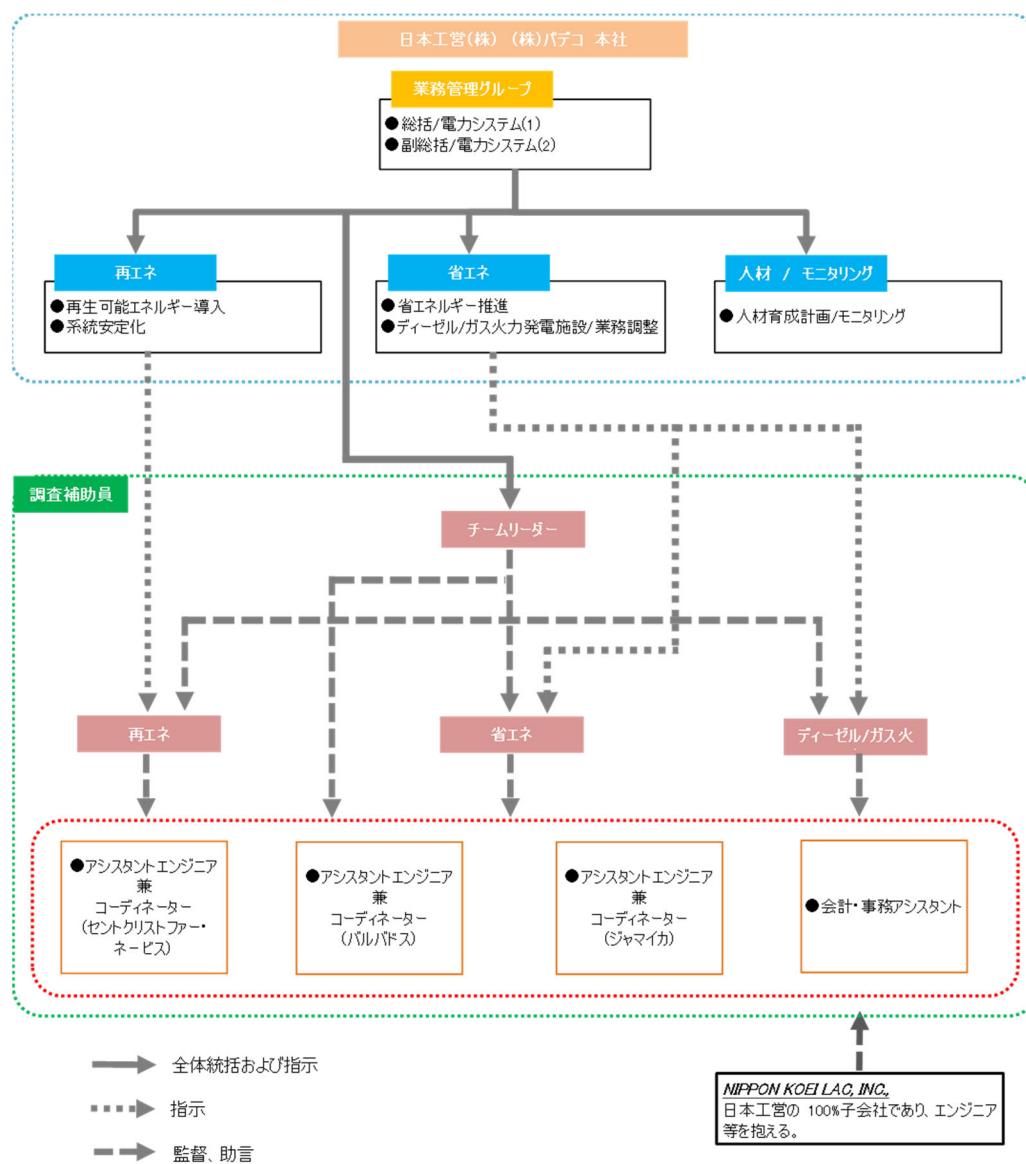 日本工営(株) (株)パデコ 本社
業務管理グループ
●総括/電力システム(1)
●副総括/電力システム(2)
再エネ
●再生可能エネルギー導入
●系統安定化
省エネ
●省エネルギー推進
●ディーゼル/ガス火力発電施設/業務調整
人材 / モニタリング
●人材育成計画/モニタリング
調査補助員
チームリーダー
再エネ
省エネ
ディーゼル/ガス火
●アシスタントエンジニア
兼
コーディネーター
(セントクリストファー・
ネービス)
●アシスタントエンジニア
兼
コーディネーター
(バルバドス)
●アシスタントエンジニア
兼
コーディネーター
(ジャマイカ)
●会計・事務アシスタント
全体統括および指示
指示
監督、助言
NIPPON KOEI LAC, INC.,
日本工営の 100%子会社であり、エンジニア
等を抱える。